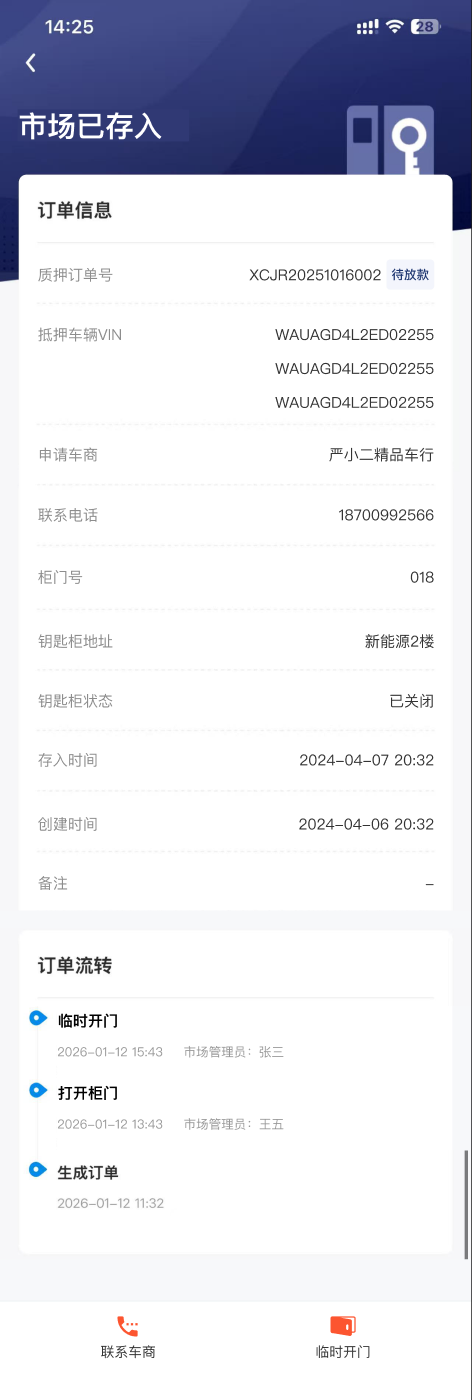 14:25
28
市场已存入
订单信息
质押订单号 XCJR20251016002 待放款
抵押车辆VIN WAUAGD4L2ED02255
WAUAGD4L2ED02255
WAUAGD4L2ED02255
申请车商 严小二精品车行
联系电话 18700992566
柜门号 018
钥匙柜地址 新能源2楼
钥匙柜状态 已关闭
存入时间 2024-04-07 20:32
创建时间 2024-04-06 20:32
备注 -
订单流转
临时开门
2026-01-12 15:43 市场管理员：张三
打开柜门
2026-01-12 13:43 市场管理员：王五
生成订单
2026-01-12 11:32
联系车商 临时开门